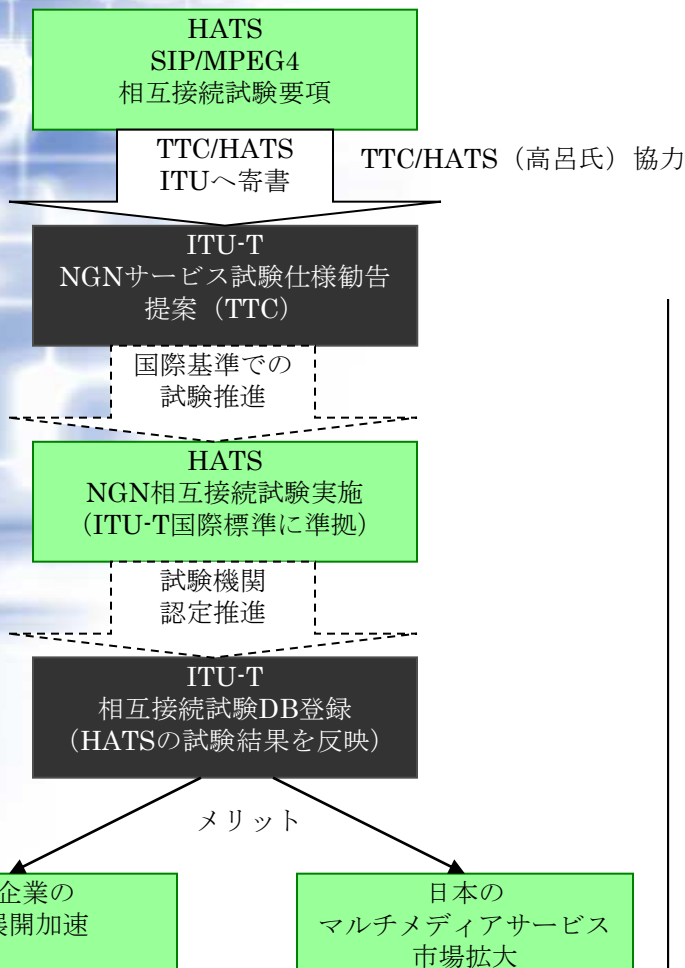 HATS
SIP/MPEG4
相互接続試験要項
TTC/HATS
ITUへ寄書
TTC/HATS（高呂氏）協力
ITU-T
NGNサービス試験仕様勧告
提案（TTC）
国際基準での
試験推進
HATS
NGN相互接続試験実施
（ITU-T国際標準に準拠）
試験機関
認定推進
ITU-T
相互接続試験DB登録
（HATSの試験結果を反映）
メリット
企業の
展開加速
日本の
マルチメディアサービス
市場拡大